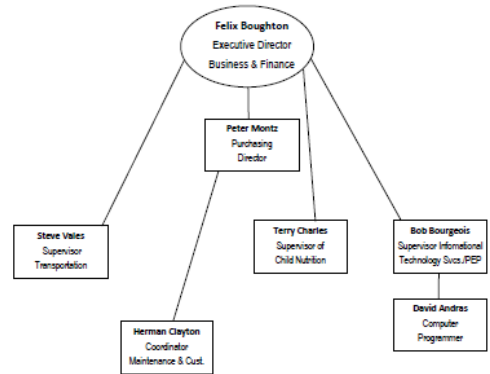 Felix Boughton
Executive Director
Business & Finance
Peter Montz
Purchasing
Director
Steve Vales
Supervisor
Transportation
Terry Charles
Supervisor of
Child Nutrition
Bob Bourgeois
Supervisor Infomational
Technology Svcs./PEP
Herman Clayton
Coordinator
Maintenance & Cust.
David Andras
Computer
Programmer